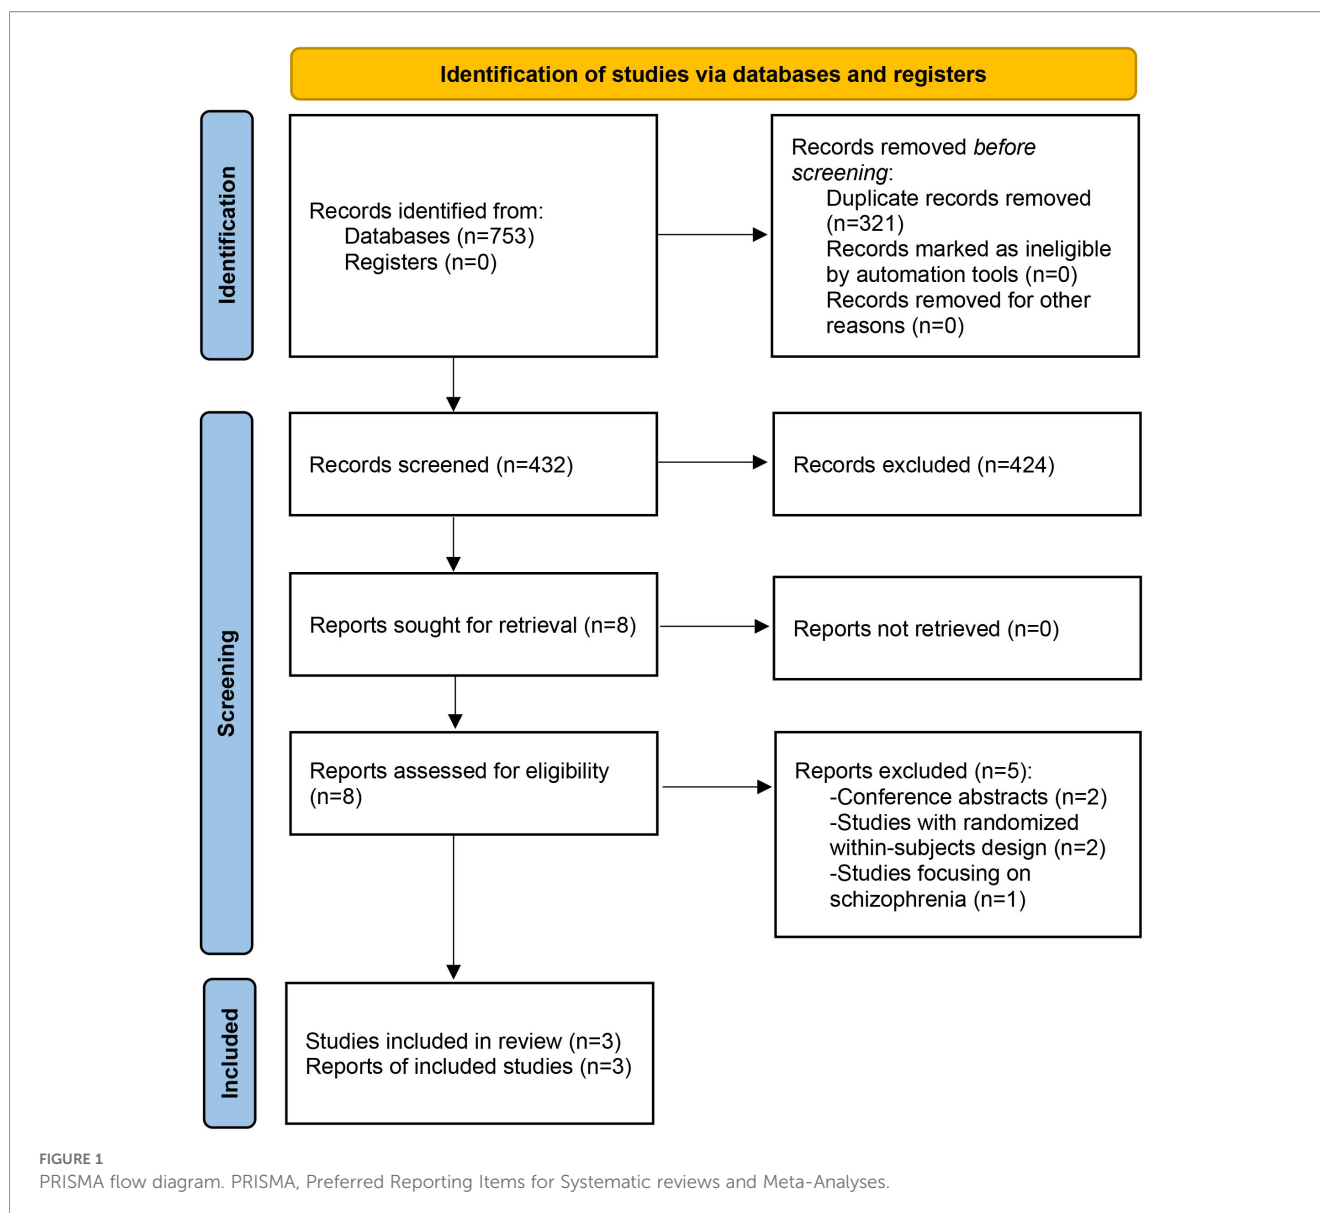 Identification of studies via databases and registers
Identification
Records identified from:
Databases (n=753)
Registers (n=0)
Records removed before
screening:
Duplicate records removed
(n=321)
Records marked as ineligible
by automation tools (n=0)
Records removed for other
reasons (n=0)
Screening
Records screened (n=432)
Records excluded (n=424)
Reports sought for retrieval (n=8)
Reports not retrieved (n=0)
Reports assessed for eligibility
(n=8)
Reports excluded (n=5):
-Conference abstracts (n=2)
-Studies with randomized
within-subjects design (n=2)
-Studies focusing on
schizophrenia (n=1)
Included
Studies included in review (n=3)
Reports of included studies (n=3)
FIGURE 1
PRISMA flow diagram. PRISMA, Preferred Reporting Items for Systematic reviews and Meta-Analyses.